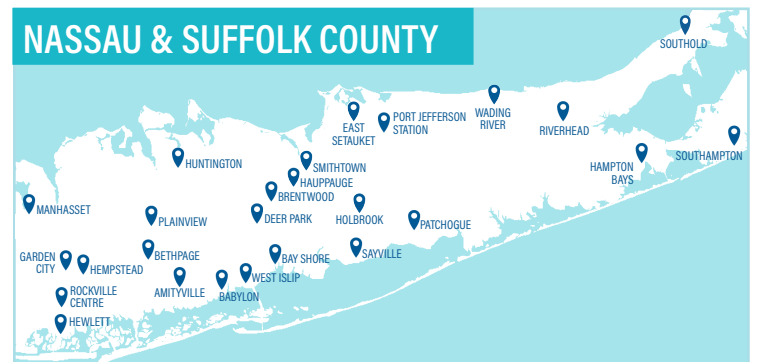 NASSAU & SUFFOLK COUNTY
SOUTHOLD
EAST
SETAUKET
PORT JEFFERSON
STATION
WADING
RIVER
RIVERHEAD
HUNTINGTON
SMITHTOWN
HAUPPAUGE
BRENTWOOD
HAMPTON
BAYS
SOUTHAMPTON
MANHASSET
PLAINVIEW
DEER PARK
HOLBROOK
PATCHOGUE
GARDEN
CITY
HEMPSTEAD
BETHPAGE
BAY SHORE
SAYVILLE
ROCKVILLE
CENTRE
AMITYVILLE
BABYLON
WEST ISLIP
HEWLETT